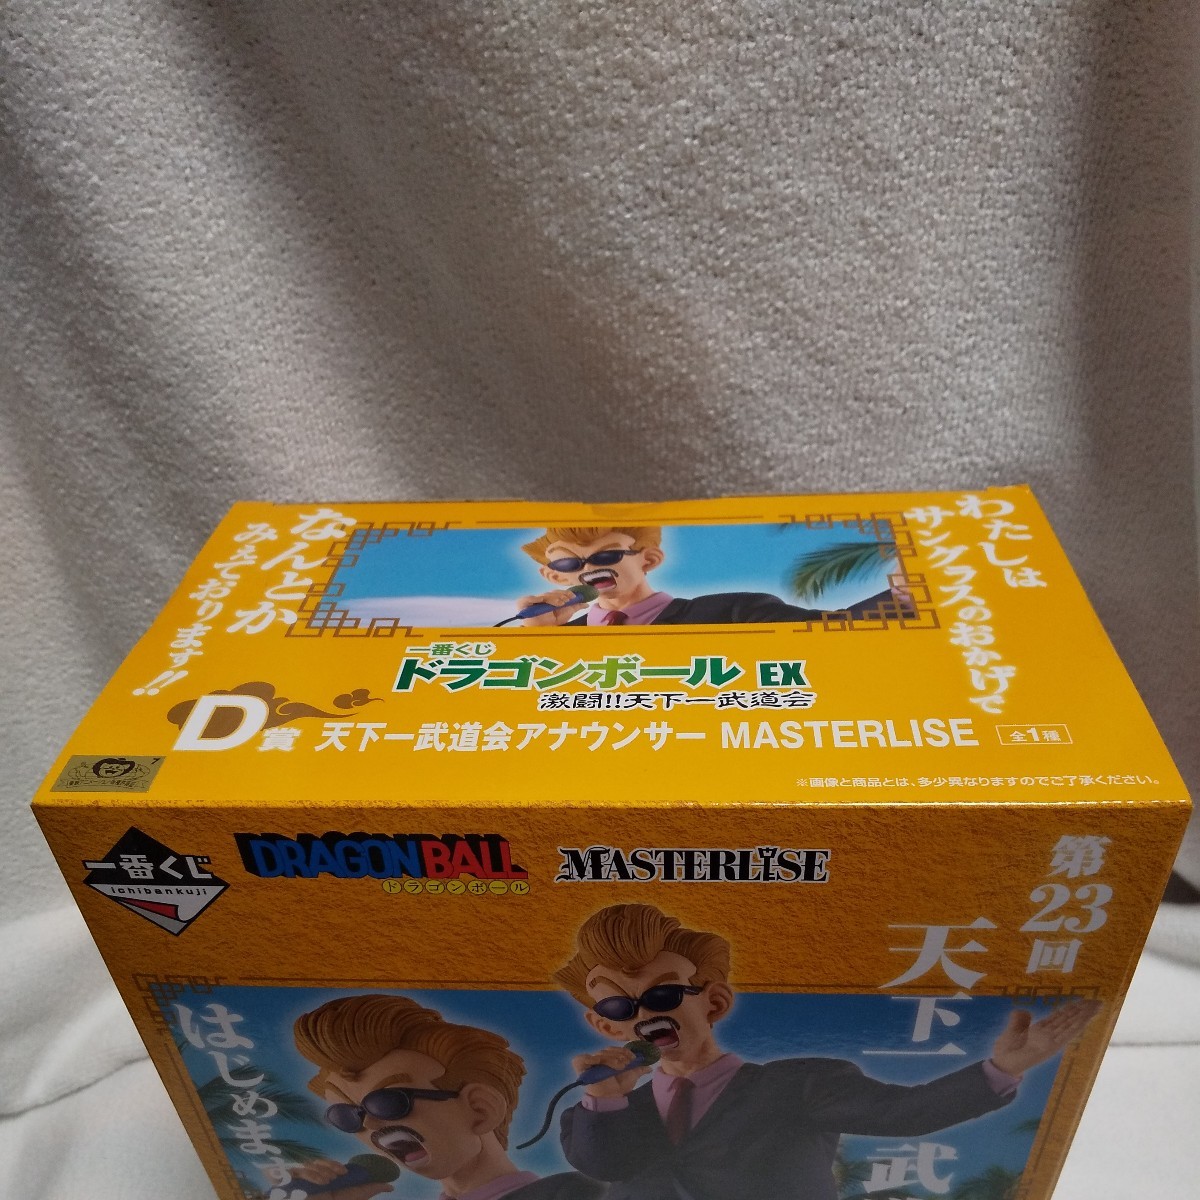 わたしは
サングラスのおかげで
なんとか
みえております!!
一番くじ
ドラゴンボール EX
激闘!!天下一武道会
D賞 天下一武道会アナウンサー MASTERLISE 全1種
※画像と商品とは、多少異なりますのでご了承ください。
一番くじ
ichibankuji
DRAGON BALL
ドラゴンボール
MASTERLISE
第23回
天下一武
はじめます!!